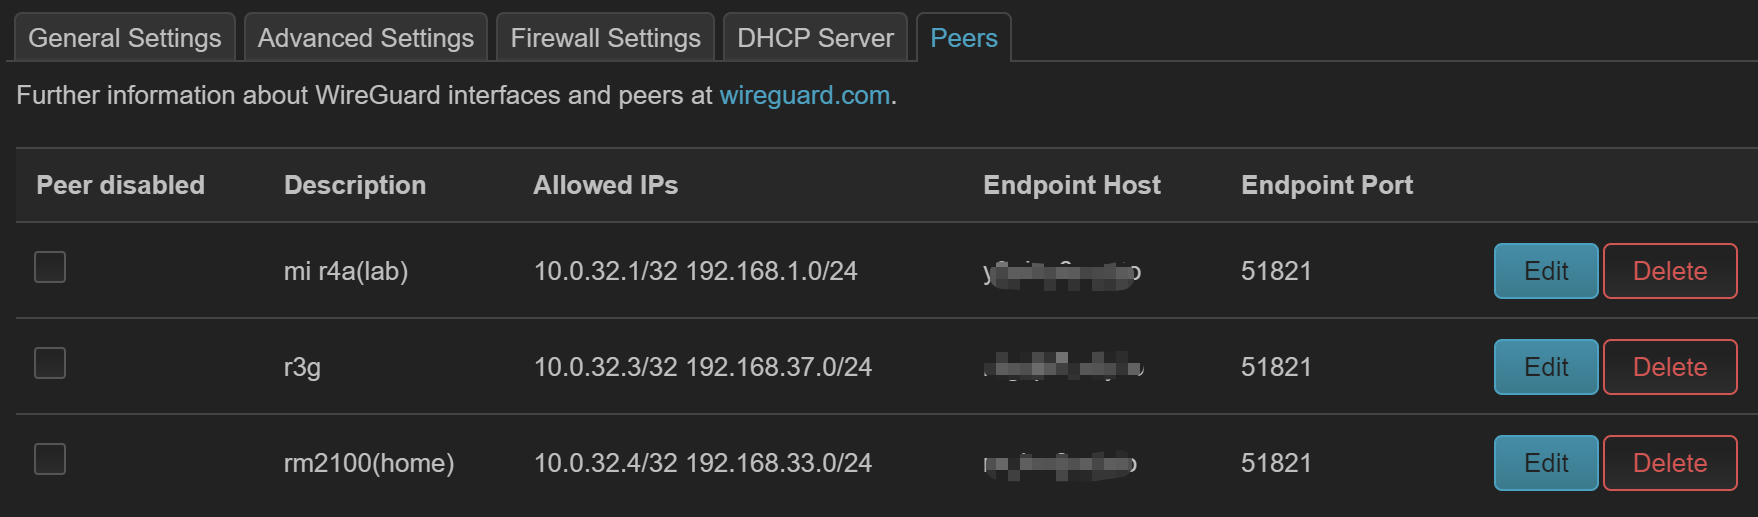 General Settings Advanced Settings Firewall Settings DHCP Server Peers
Further information about WireGuard interfaces and peers at wireguard.com.
Peer disabled Description Allowed IPs Endpoint Host Endpoint Port
mi r4a(lab) 10.0.32.1/32 192.168.1.0/24 51821 Edit Delete
r3g 10.0.32.3/32 192.168.37.0/24 51821 Edit Delete
rm2100(home) 10.0.32.4/32 192.168.33.0/24 51821 Edit Delete